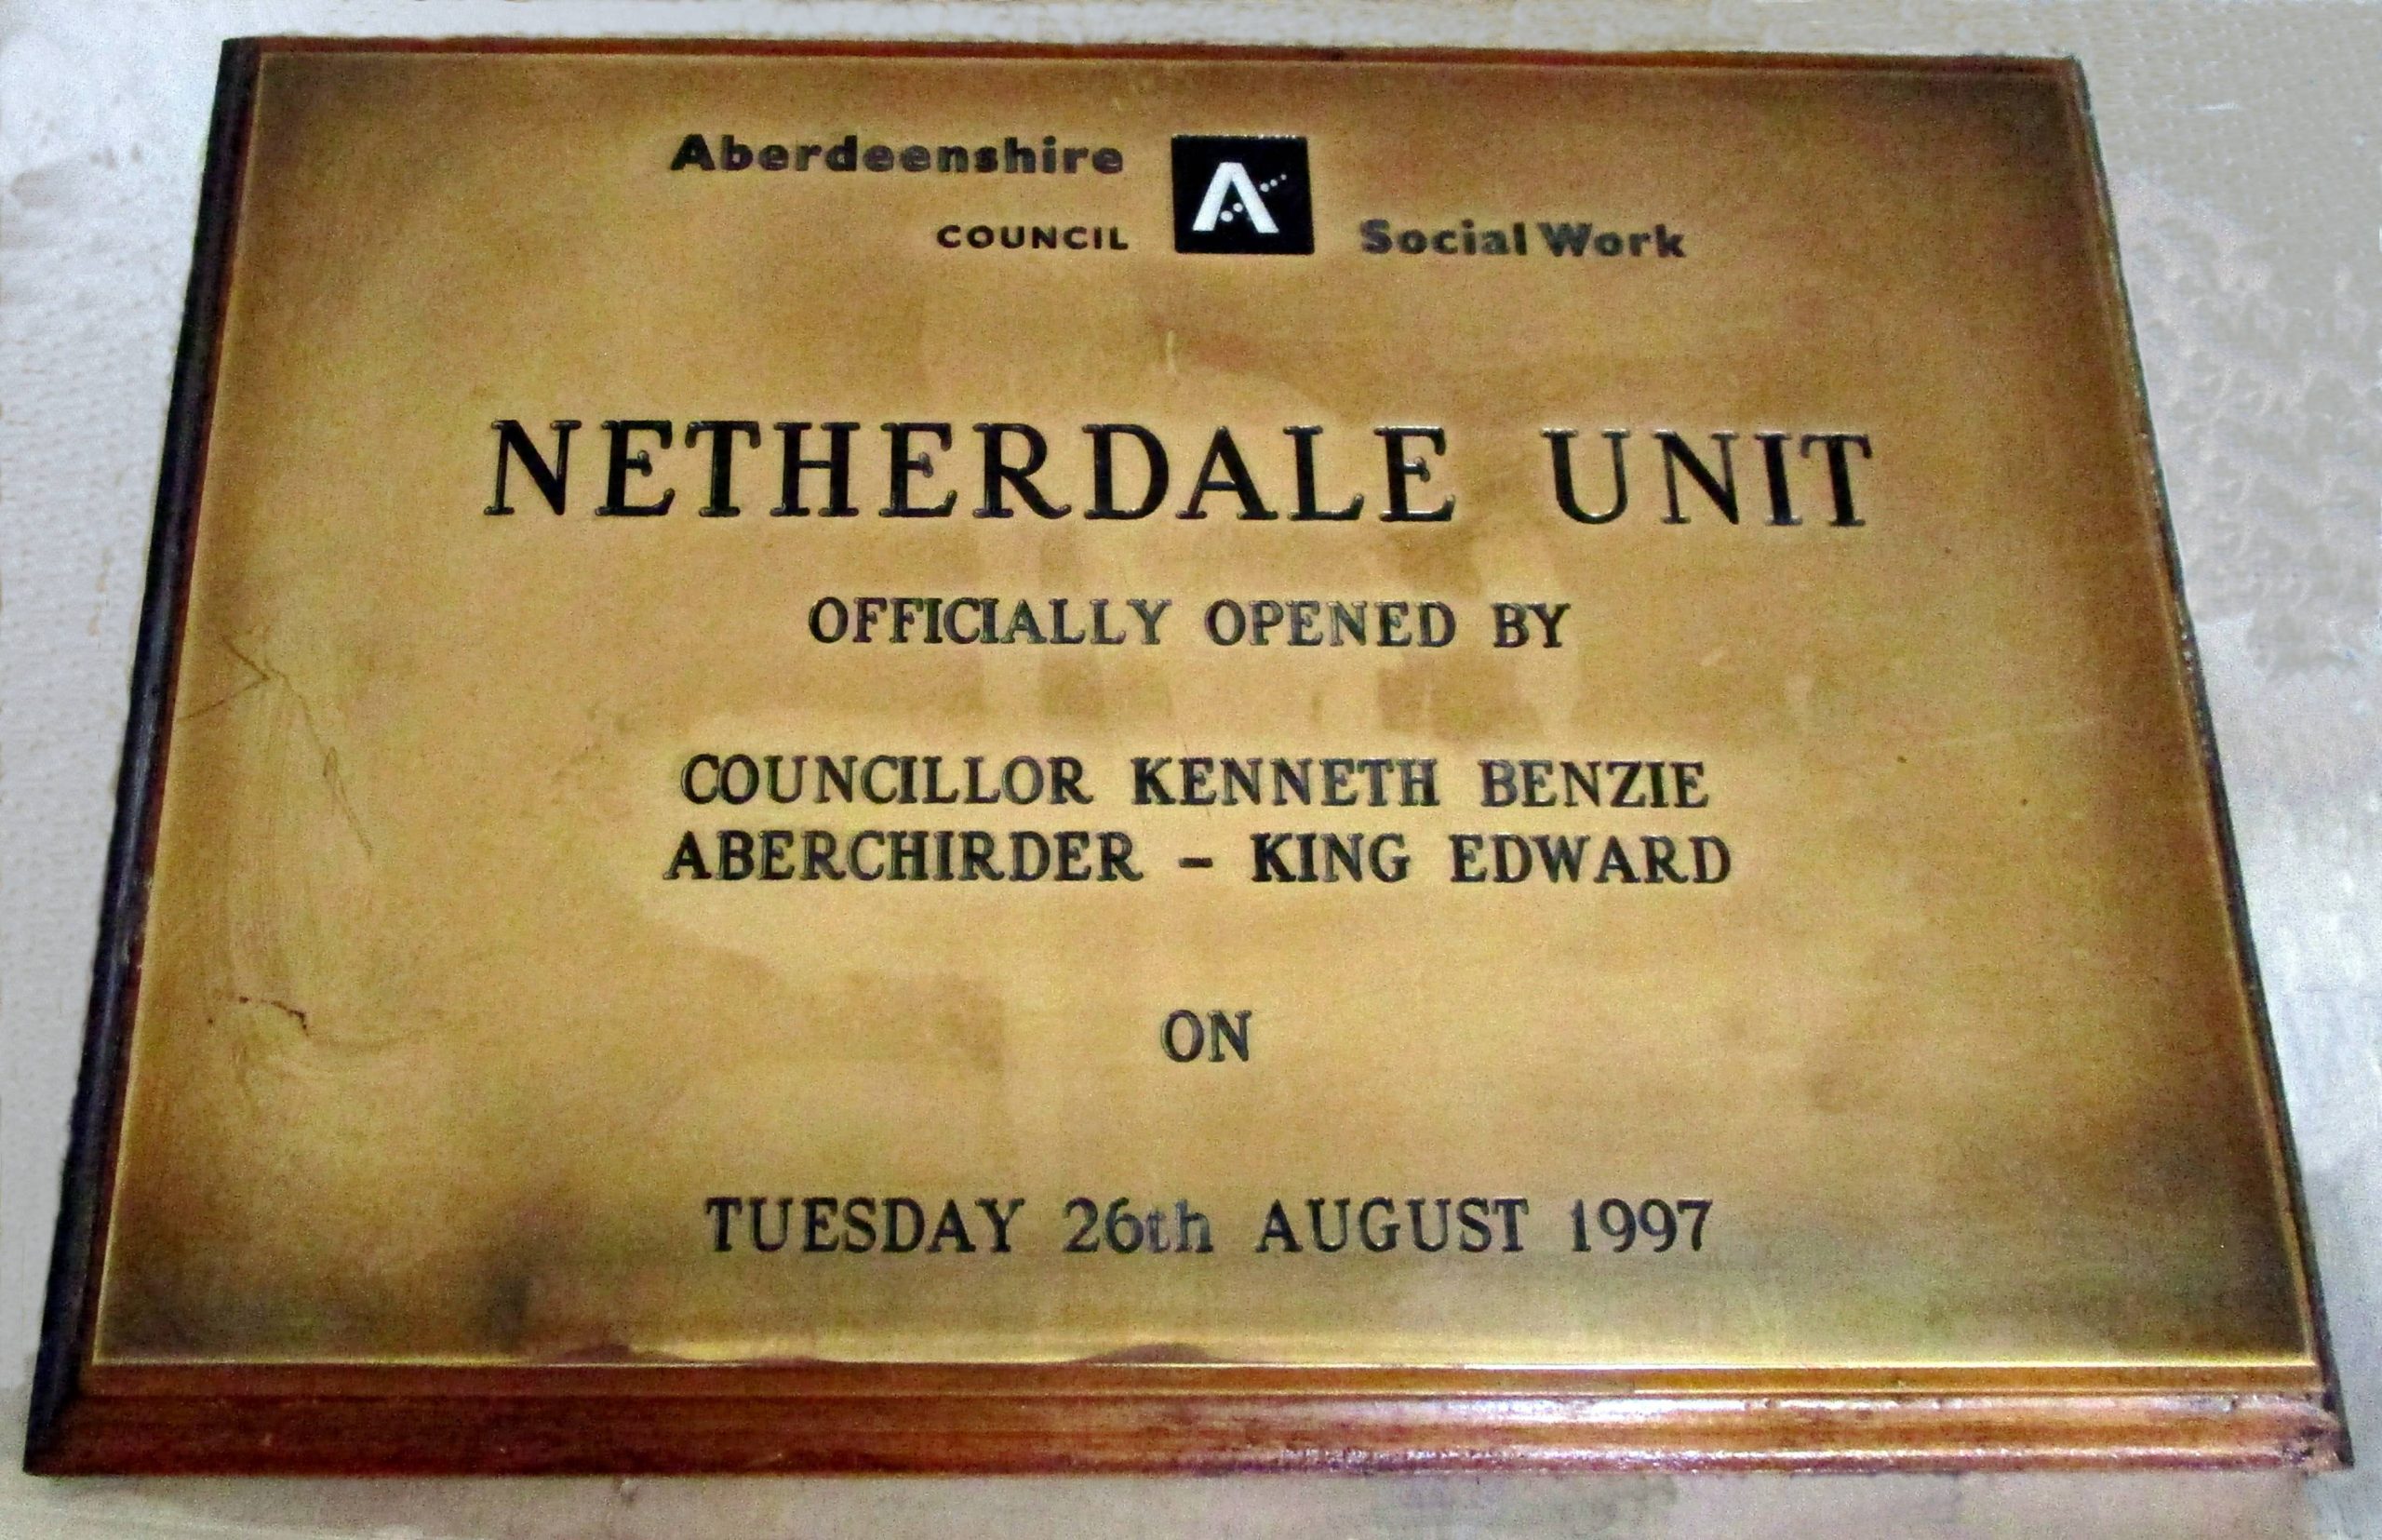 Aberdeenshire
COUNCIL A Social Work
NETHERDALE UNIT
OFFICIALLY OPENED BY
COUNCILLOR KENNETH BENZIE
ABERCHIRDER - KING EDWARD
ON
TUESDAY 26th AUGUST 1997